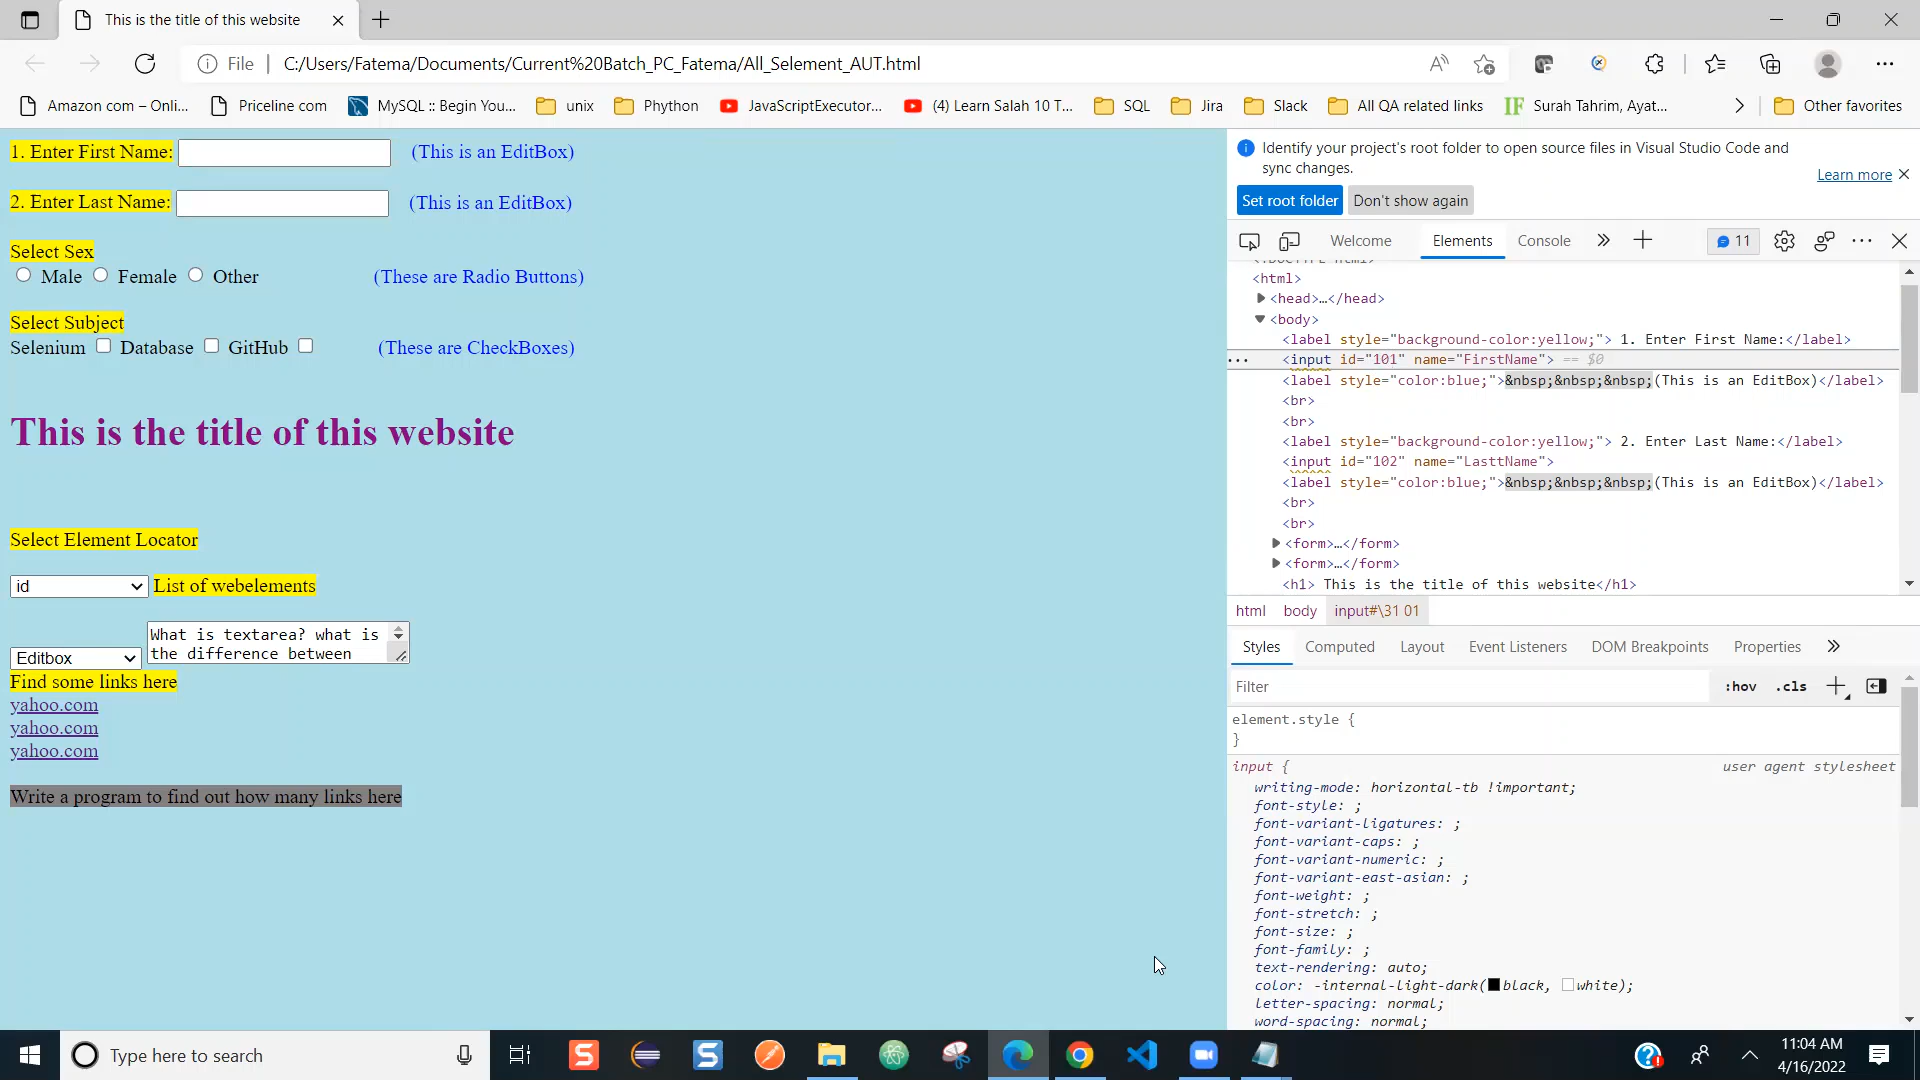 This is the title of this website
File
C:/Users/Fatema/Documents/Current%20Batch_PC_Fatema/All_Selement_AUT.html
Amazon com – Onli...
Priceline com
MySQL :: Begin You...
unix
Phython
JavaScriptExecutor...
(4) Learn Salah 10 T...
SQL
Jira
Slack
All QA related links
Surah Tahrim, Ayat...
Other favorites
1. Enter First Name:
(This is an EditBox)
2. Enter Last Name:
(This is an EditBox)
Select Sex
Male Female Other
(These are Radio Buttons)
Select Subject
Selenium Database GitHub
(These are CheckBoxes)
This is the title of this website
Select Element Locator
id
List of webelements
What is textarea? what is
the difference between
Editbox
Find some links here
yahoo.com
yahoo.com
yahoo.com
Write a program to find out how many links here
Identify your project's root folder to open source files in Visual Studio Code and
sync changes.
Learn more
Set root folder
Don't show again
Welcome
Elements
Console
11
<!DOCTYPE html>
<html>
<head>…</head>
<body>
<label style="background-color:yellow;"> 1. Enter First Name:</label>
<input id="101" name="FirstName"> == $0
<label style="color:blue;">&nbsp;&nbsp;&nbsp;(This is an EditBox)</label>
<br>
<br>
<label style="background-color:yellow;"> 2. Enter Last Name:</label>
<input id="102" name="LasttName">
<label style="color:blue;">&nbsp;&nbsp;&nbsp;(This is an EditBox)</label>
<br>
<br>
<form>…</form>
<form>…</form>
<h1> This is the title of this website</h1>
html
body
input#\31 01
Styles
Computed
Layout
Event Listeners
DOM Breakpoints
Properties
Filter
:hov
.cls
element.style {
}
input {
user agent stylesheet
writing-mode: horizontal-tb !important;
font-style: ;
font-variant-ligatures: ;
font-variant-caps: ;
font-variant-numeric: ;
font-variant-east-asian: ;
font-weight: ;
font-stretch: ;
font-size: ;
font-family: ;
text-rendering: auto;
color: -internal-light-dark(black, white);
letter-spacing: normal;
word-spacing: normal;
Type here to search
11:04 AM
4/16/2022